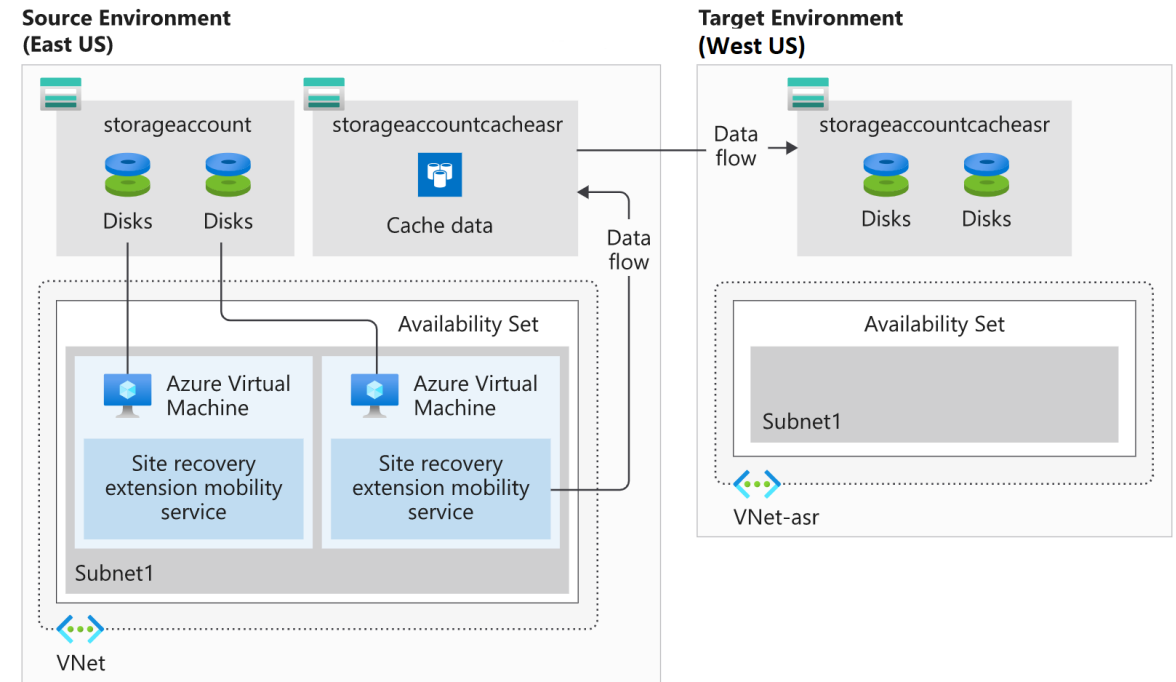 Source Environment
(East US)
storageaccount
Disks
Disks
storageaccountcacheasr
Cache data
Data
flow
Availability Set
Azure Virtual
Machine
Site recovery
extension mobility
service
Azure Virtual
Machine
Site recovery
extension mobility
service
Subnet1
VNet
Data
flow
Target Environment
(West US)
storageaccountcacheasr
Disks
Disks
Availability Set
Subnet1
VNet-asr